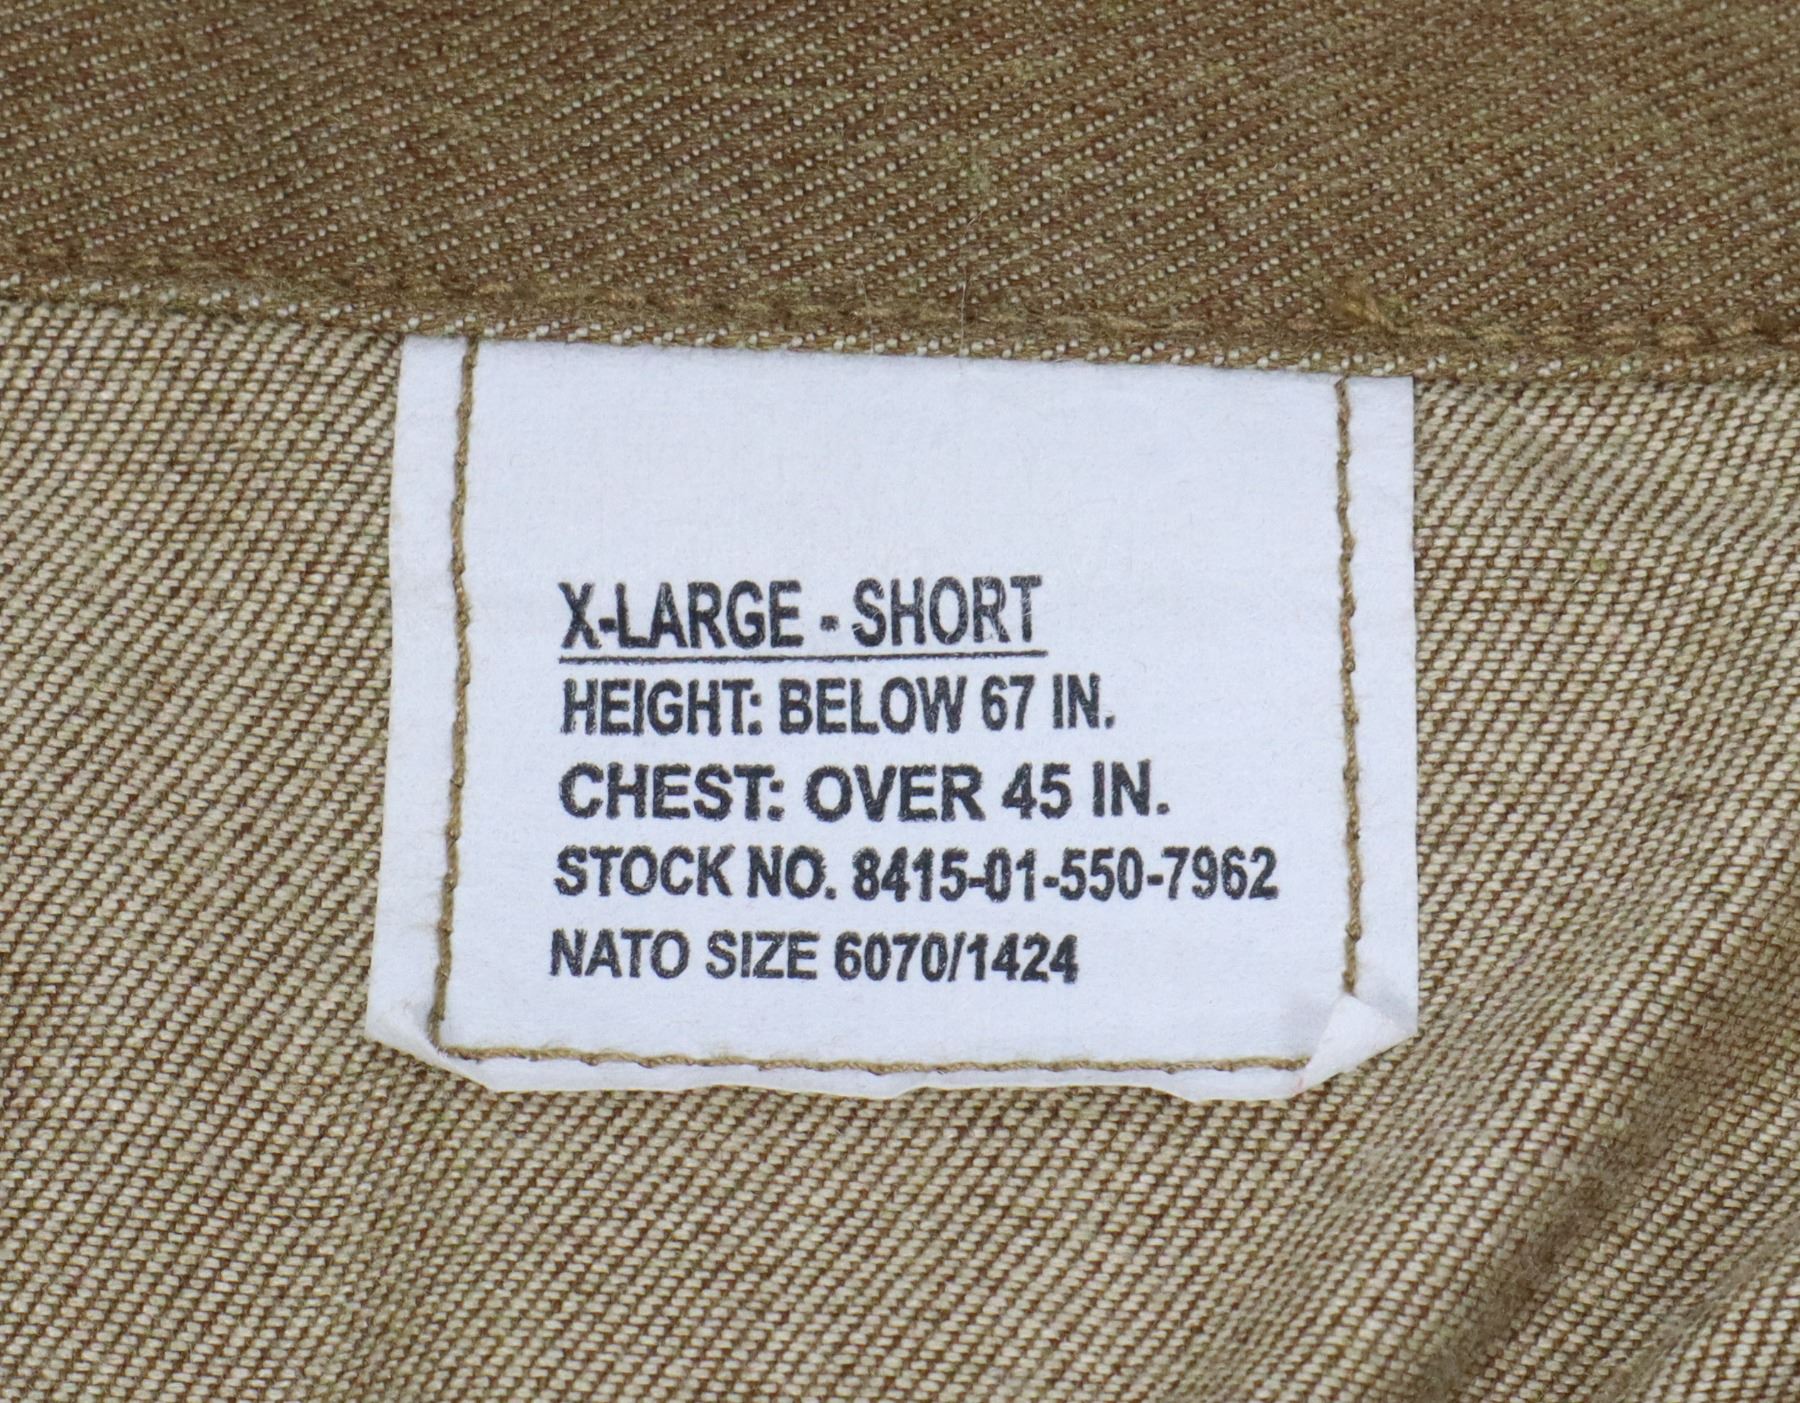 X-LARGE - SHORT
HEIGHT: BELOW 67 IN.
CHEST: OVER 45 IN.
STOCK NO. 8415-01-550-7962
NATO SIZE 6070/1424